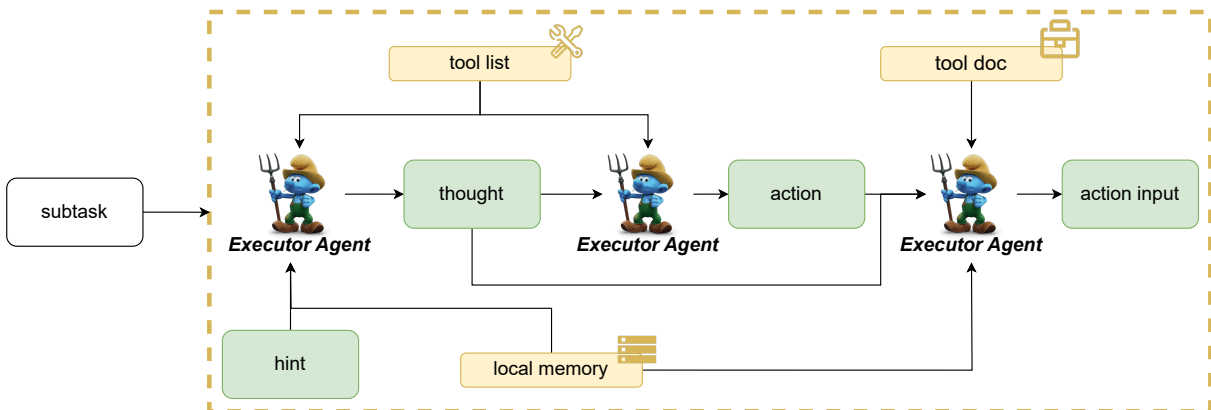 tool list
tool doc
subtask
thought
action
action input
Executor Agent
Executor Agent
Executor Agent
hint
local memory